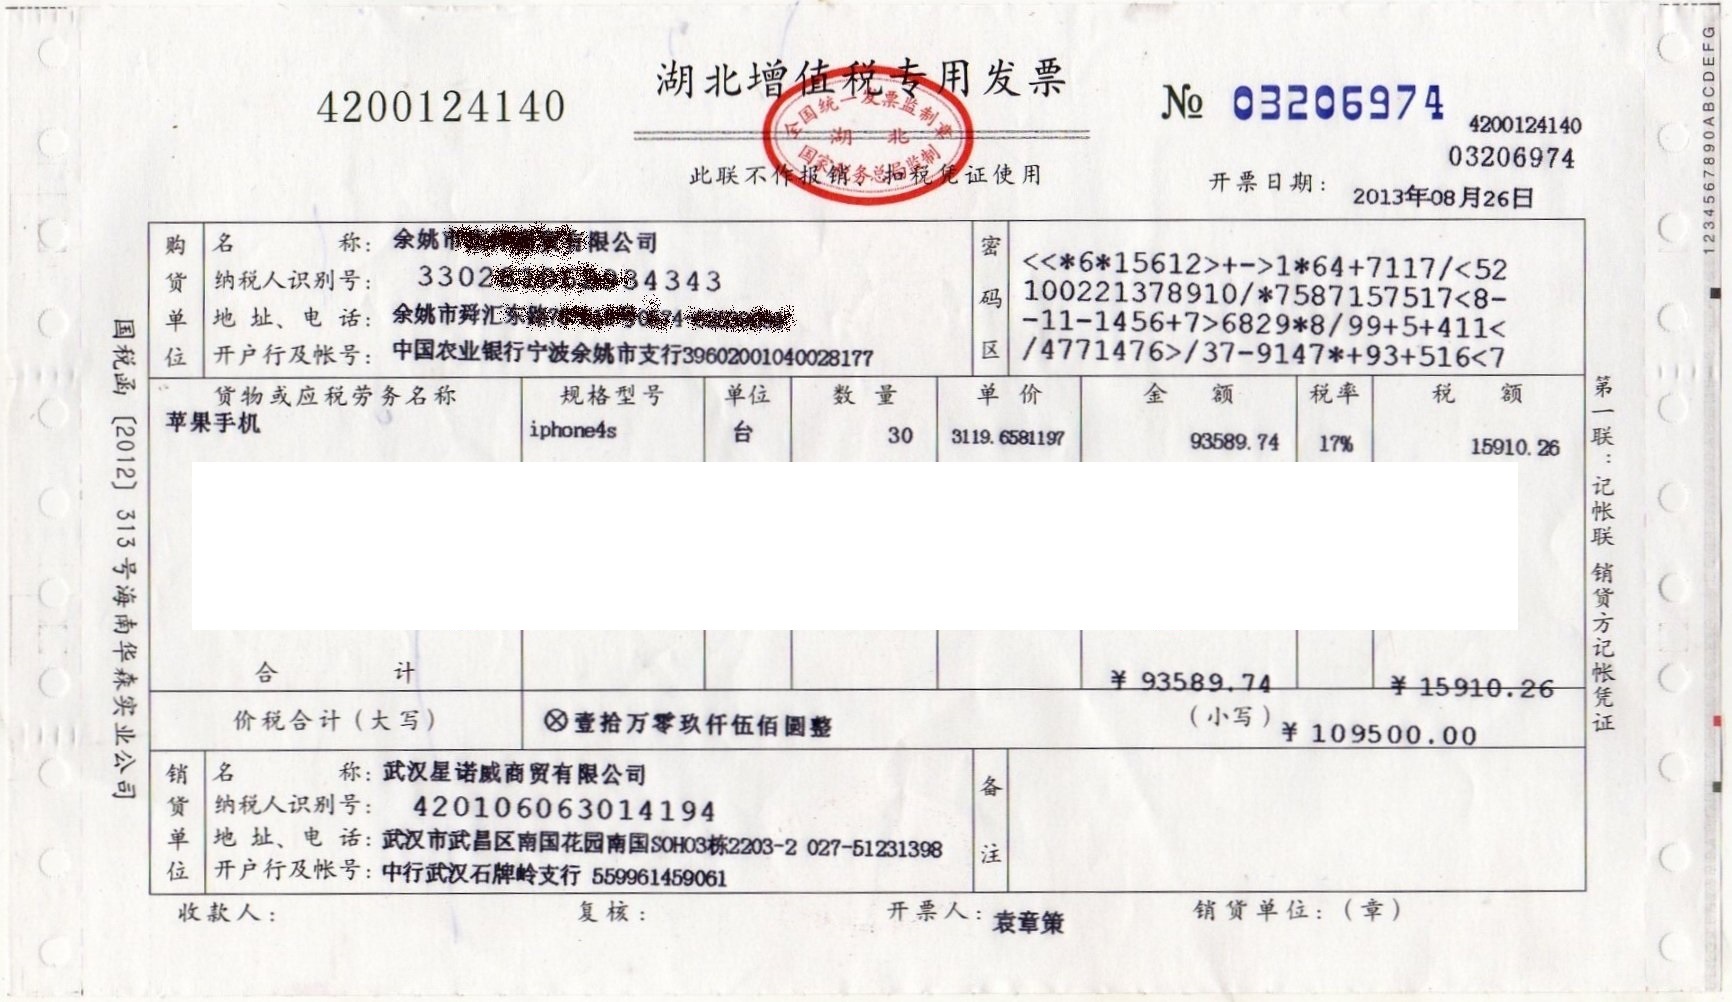 湖北增值税专用发票
4200124140
№ 03206974
4200124140
03206974
全国统一发票监制章
湖 北
国家税务总局监制
此联不作报销、扣税凭证使用
开票日期: 2013年08月26日
购货单位
名 称: 余姚市 有限公司
纳税人识别号: 3302 34343
地 址、电 话: 余姚市舜汇东路
开户行及帐号: 中国农业银行宁波余姚市支行39602001040028177
密码区
<<*6*15612>+->1*64+7117/<52
100221378910/*7587157517<8-
-11-1456+7>6829*8/99+5+411<
/4771476>/37-9147*+93+516<7
货物或应税劳务名称 规格型号 单位 数 量 单 价 金 额 税率 税 额
苹果手机 iphone4s 台 30 3119.6581197 93589.74 17% 15910.26
合 计 ¥ 93589.74 ¥ 15910.26
价税合计(大写) ⊗壹拾万零玖仟伍佰圆整 (小写) ¥ 109500.00
销货单位
名 称: 武汉星诺威商贸有限公司
纳税人识别号: 420106063014194
地 址、电 话: 武汉市武昌区南国花园南国SOHO3栋2203-2 027-51231398
开户行及帐号: 中行武汉石牌岭支行 559961459061
备注
收款人: 复核: 开票人: 袁章策 销货单位:(章)
国税函〔2012〕313号海南华森实业公司
第一联:记帐联 销货方记帐凭证
1234567890ABCDEFG